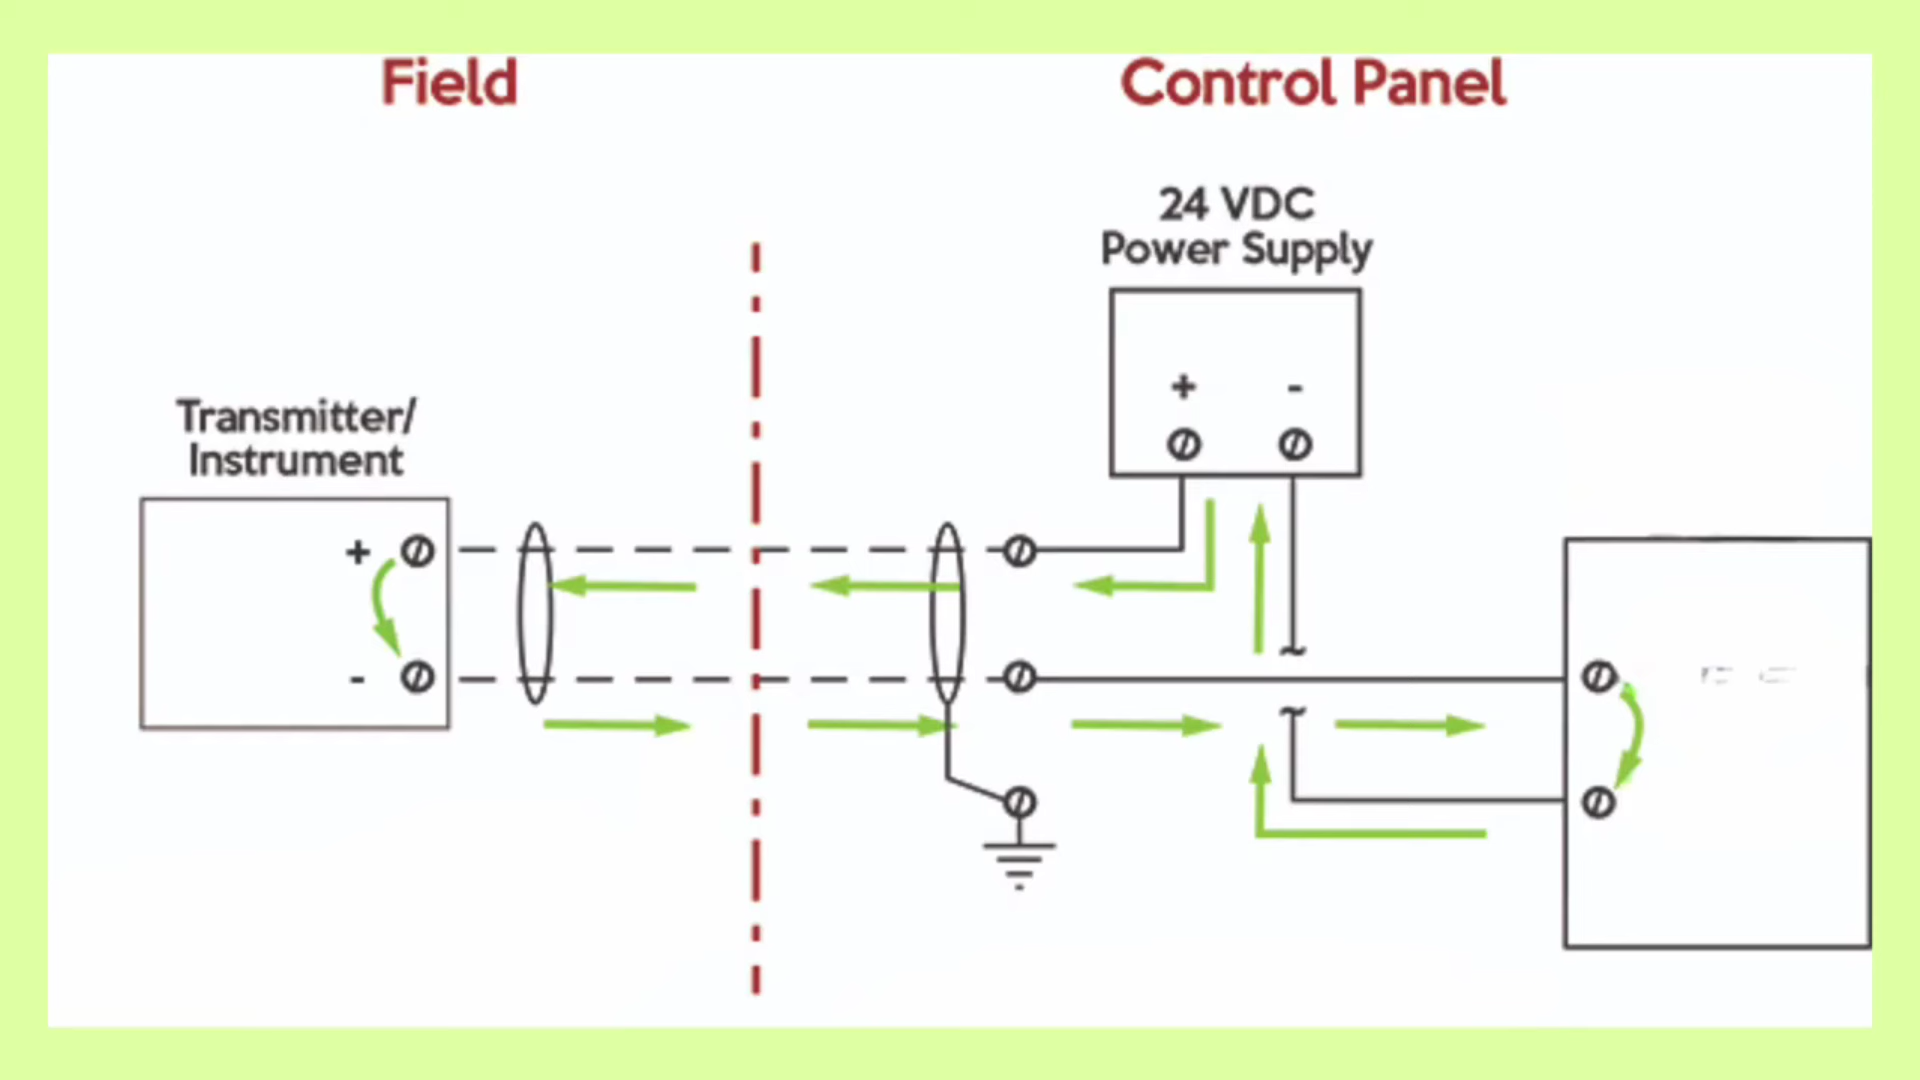 Field
Control Panel
24 VDC
Power Supply
+ -
Transmitter/
Instrument
+
-